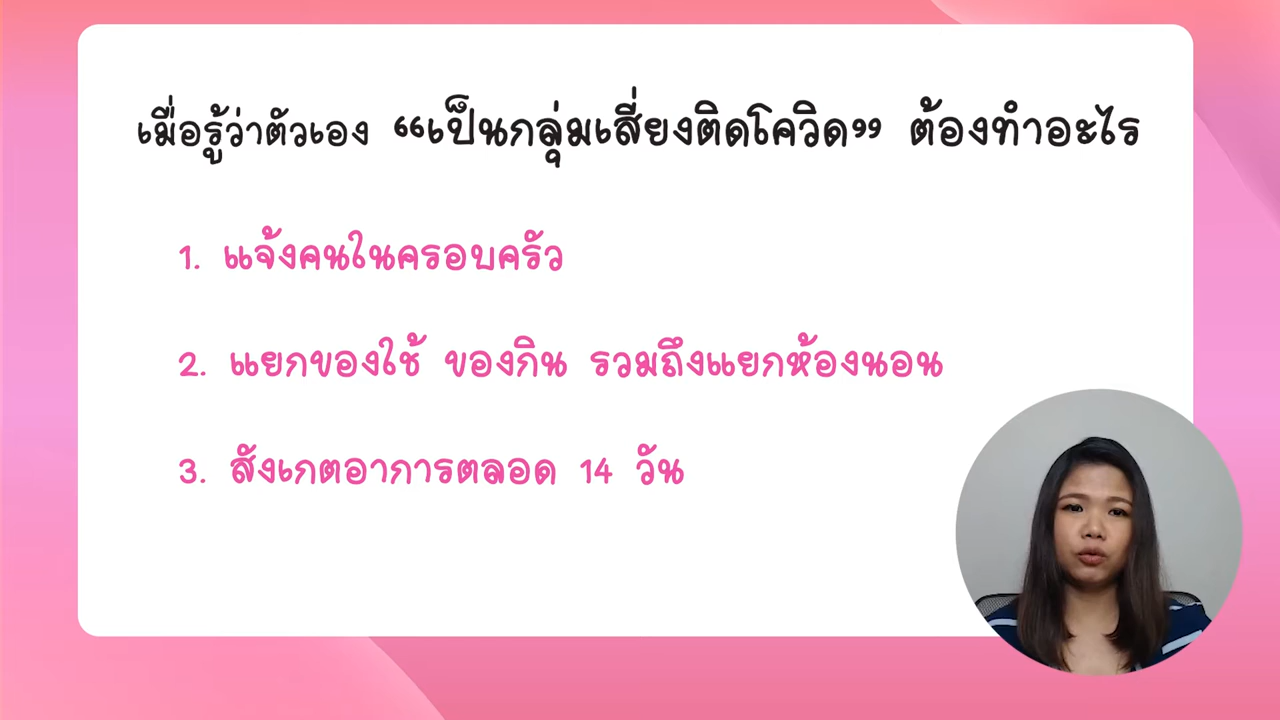 เมื่อรู้ว่าตัวเอง “เป็นกลุ่มเสี่ยงติดโควิด” ต้องทำอะไร
1. แจ้งคนในครอบครัว
2. แยกของใช้ ของกิน รวมถึงแยกห้องนอน
3. สังเกตอาการตลอด 14 วัน